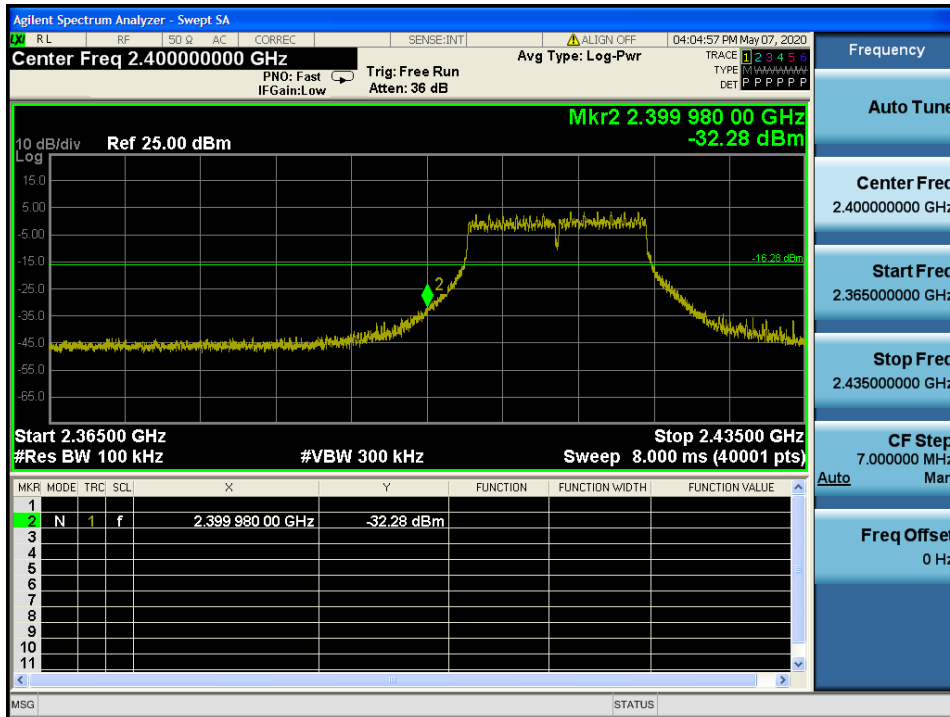 Agilent Spectrum Analyzer - Swept SA
LXI RL RF 50 Ω AC CORREC SENSE:INT ALIGN OFF 04:04:57 PM May 07, 2020
Center Freq 2.400000000 GHz
PNO: Fast
IFGain:Low
Trig: Free Run
Atten: 36 dB
Avg Type: Log-Pwr
TRACE 1 2 3 4 5 6
TYPE M W W W W W
DET P P P P P P
Mkr2 2.399 980 00 GHz
-32.28 dBm
10 dB/div Ref 25.00 dBm
Log
15.0
5.00
-5.00
-15.0
-16.28 dBm
-25.0
2
-35.0
-45.0
-55.0
-65.0
Start 2.36500 GHz Stop 2.43500 GHz
#Res BW 100 kHz #VBW 300 kHz Sweep 8.000 ms (40001 pts)
MKR MODE TRC SCL X Y FUNCTION FUNCTION WIDTH FUNCTION VALUE
1
2 N 1 f 2.399 980 00 GHz -32.28 dBm
3
4
5
6
7
8
9
10
11
MSG STATUS
Frequency
Auto Tune
Center Freq
2.400000000 GHz
Start Freq
2.365000000 GHz
Stop Freq
2.435000000 GHz
CF Step
7.000000 MHz
Auto Man
Freq Offset
0 Hz